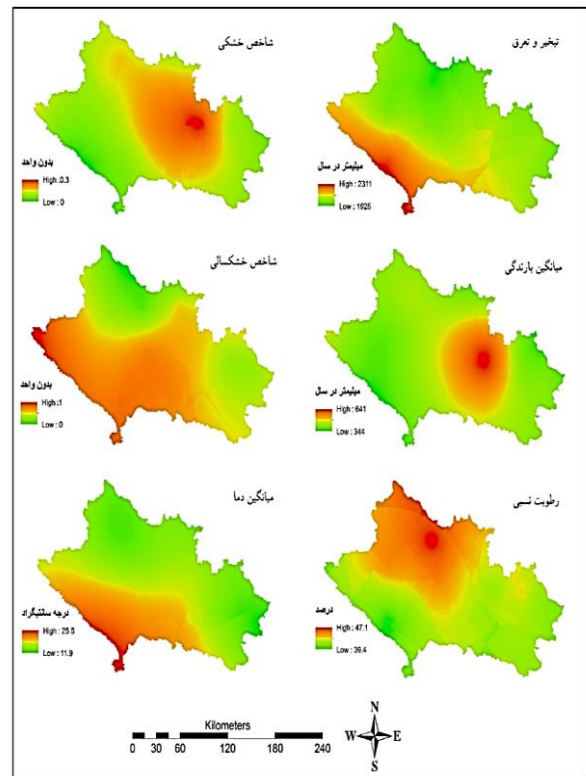 شاخص خشکی
بدون واحد
High :0.3
Low : 0
تبخیر و تعرق
میلیمتر در سال
High : 2311
Low : 1925
شاخص خشکسالی
بدون واحد
High :1
Low : 0
میانگین بارندگی
میلیمتر در سال
High : 641
Low : 344
میانگین دما
درجه سانتیگراد
High : 25.5
Low : 11.9
رطوبت نسبی
درصد
High : 47.1
Low : 39.4
Kilometers
0 15 30 60 120 180 240
N
W E
S